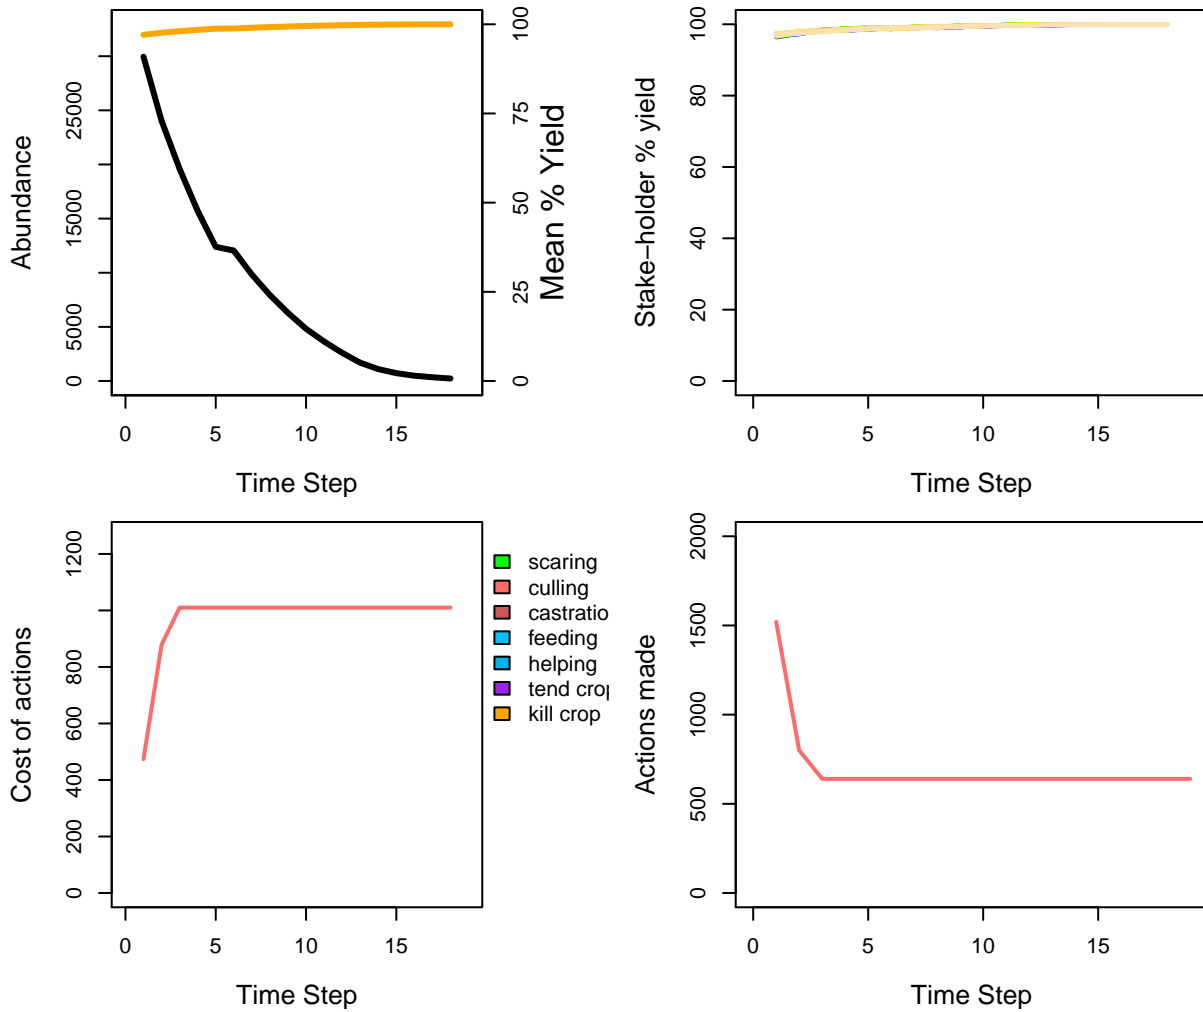 Abundance
0
5000
15000
25000
0
25
50
75
100
Mean % Yield
0
5
10
15
Time Step
Stake−holder % yield
0
20
40
60
80
100
0
5
10
15
Time Step
Cost of actions
0
200
400
600
800
1200
0
5
10
15
Time Step
scaring
culling
castratio
feeding
helping
tend crop
kill crop
Actions made
0
500
1000
1500
2000
0
5
10
15
Time Step